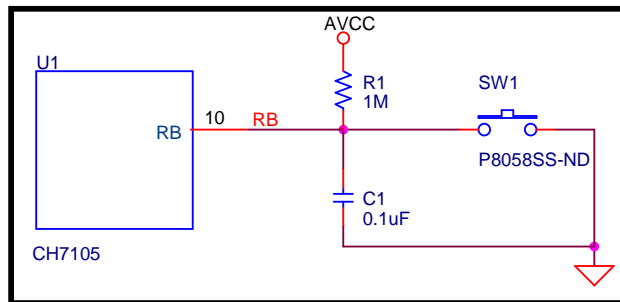 AVCC
U1
R1
1M
SW1
10
RB
RB
P8058SS-ND
C1
0.1uF
CH7105